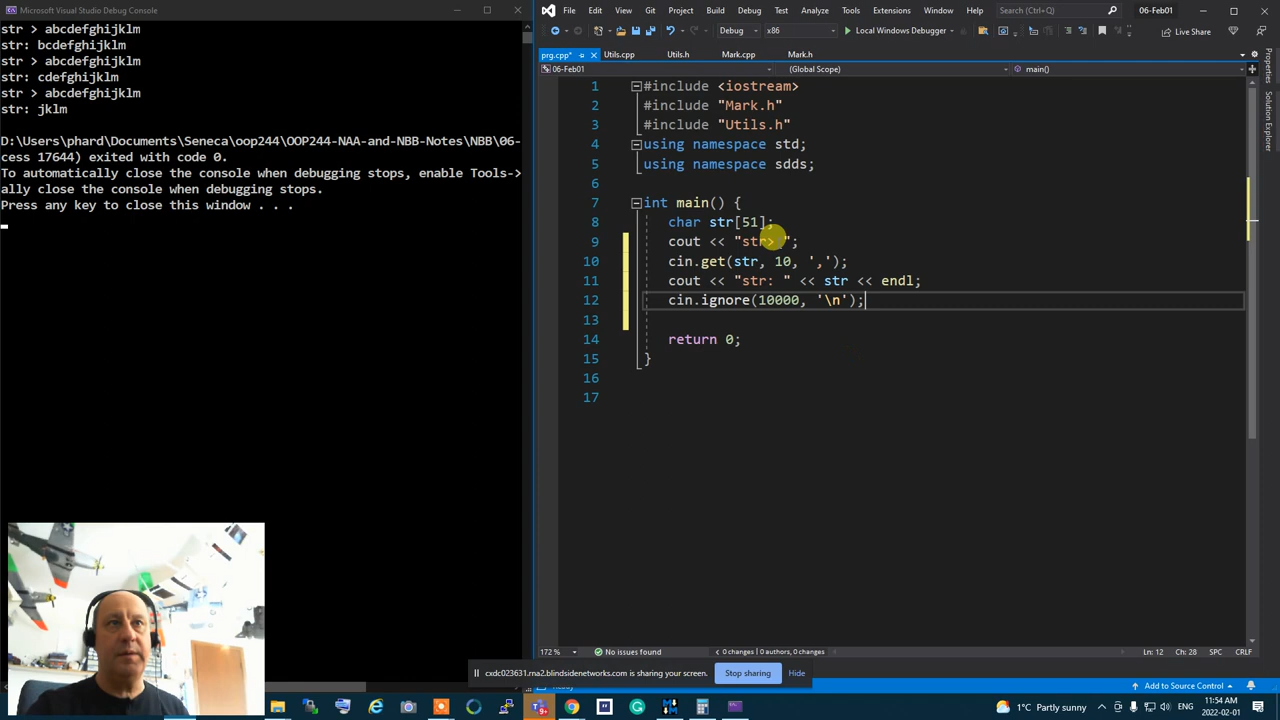 Microsoft Visual Studio Debug Console
str > abcdefghijklm
str: bcdefghijklm
str > abcdefghijklm
str: cdefghijklm
str > abcdefghijklm
str: jklm
D:\Users\phard\Documents\Seneca\oop244\OOP244-NAA-and-NBB-Notes\NBB\06-
cess 17644) exited with code 0.
To automatically close the console when debugging stops, enable Tools->
ally close the console when debugging stops.
Press any key to close this window . . .
File Edit View Git Project Build Debug Test Analyze Tools Extensions Window Help Search (Ctrl+Q) 06-Feb01
Debug x86 Local Windows Debugger Live Share
prg.cpp* Utils.cpp Utils.h Mark.cpp Mark.h
06-Feb01 (Global Scope) main()
1 #include <iostream>
2 #include "Mark.h"
3 #include "Utils.h"
4 using namespace std;
5 using namespace sdds;
6
7 int main() {
8 char str[51];
9 cout << "str> ";
10 cin.get(str, 10, ',');
11 cout << "str: " << str << endl;
12 cin.ignore(10000, '\n');
13
14 return 0;
15 }
16
17
Solution Explorer
172 % No issues found 0 changes | 0 authors, 0 changes Ln: 12 Ch: 28 SPC CRLF
cxdc023631.rna2.blindsidenetworks.com is sharing your screen. Stop sharing Hide
Ready Add to Source Control
1°C Partly sunny ENG 11:54 AM
2022-02-01